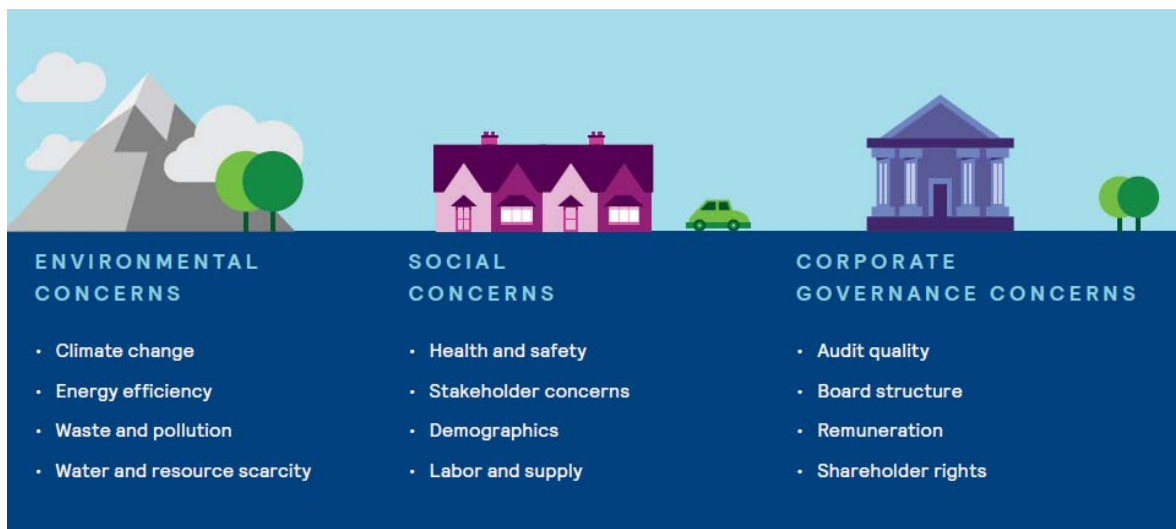 ENVIRONMENTAL
CONCERNS
• Climate change
• Energy efficiency
• Waste and pollution
• Water and resource scarcity
SOCIAL
CONCERNS
• Health and safety
• Stakeholder concerns
• Demographics
• Labor and supply
CORPORATE
GOVERNANCE CONCERNS
• Audit quality
• Board structure
• Remuneration
• Shareholder rights